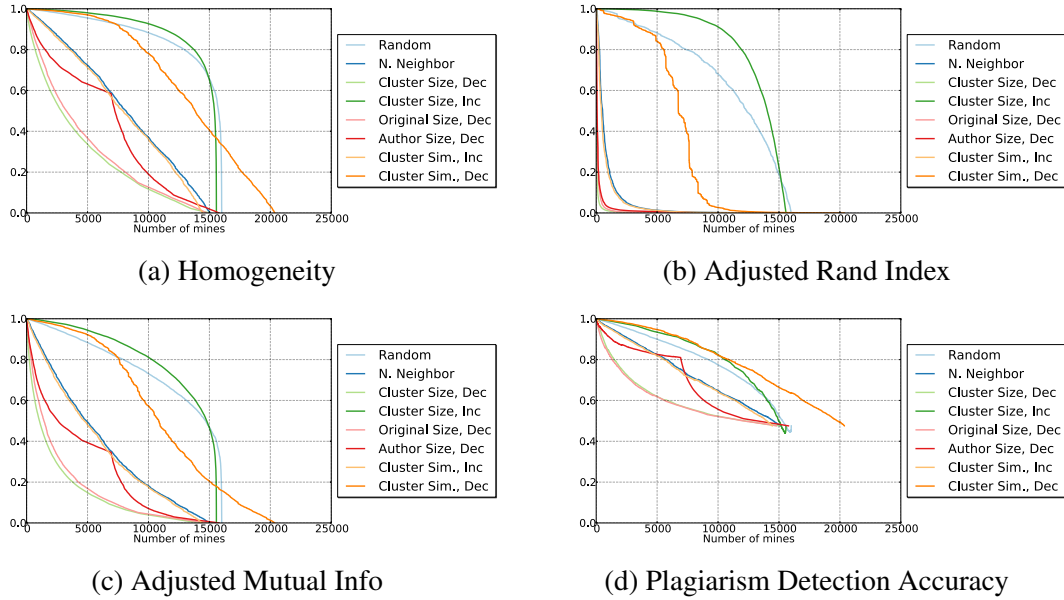 1.0
0.8
0.6
0.4
0.2
0.0
0 5000 10000 15000 20000 25000
Number of mines
Random
N. Neighbor
Cluster Size, Dec
Cluster Size, Inc
Original Size, Dec
Author Size, Dec
Cluster Sim., Inc
Cluster Sim., Dec
(a) Homogeneity
1.0
0.8
0.6
0.4
0.2
0.0
0 5000 10000 15000 20000 25000
Number of mines
Random
N. Neighbor
Cluster Size, Dec
Cluster Size, Inc
Original Size, Dec
Author Size, Dec
Cluster Sim., Inc
Cluster Sim., Dec
(b) Adjusted Rand Index
1.0
0.8
0.6
0.4
0.2
0.0
0 5000 10000 15000 20000 25000
Number of mines
Random
N. Neighbor
Cluster Size, Dec
Cluster Size, Inc
Original Size, Dec
Author Size, Dec
Cluster Sim., Inc
Cluster Sim., Dec
(c) Adjusted Mutual Info
1.0
0.8
0.6
0.4
0.2
0.0
0 5000 10000 15000 20000 25000
Number of mines
Random
N. Neighbor
Cluster Size, Dec
Cluster Size, Inc
Original Size, Dec
Author Size, Dec
Cluster Sim., Inc
Cluster Sim., Dec
(d) Plagiarism Detection Accuracy